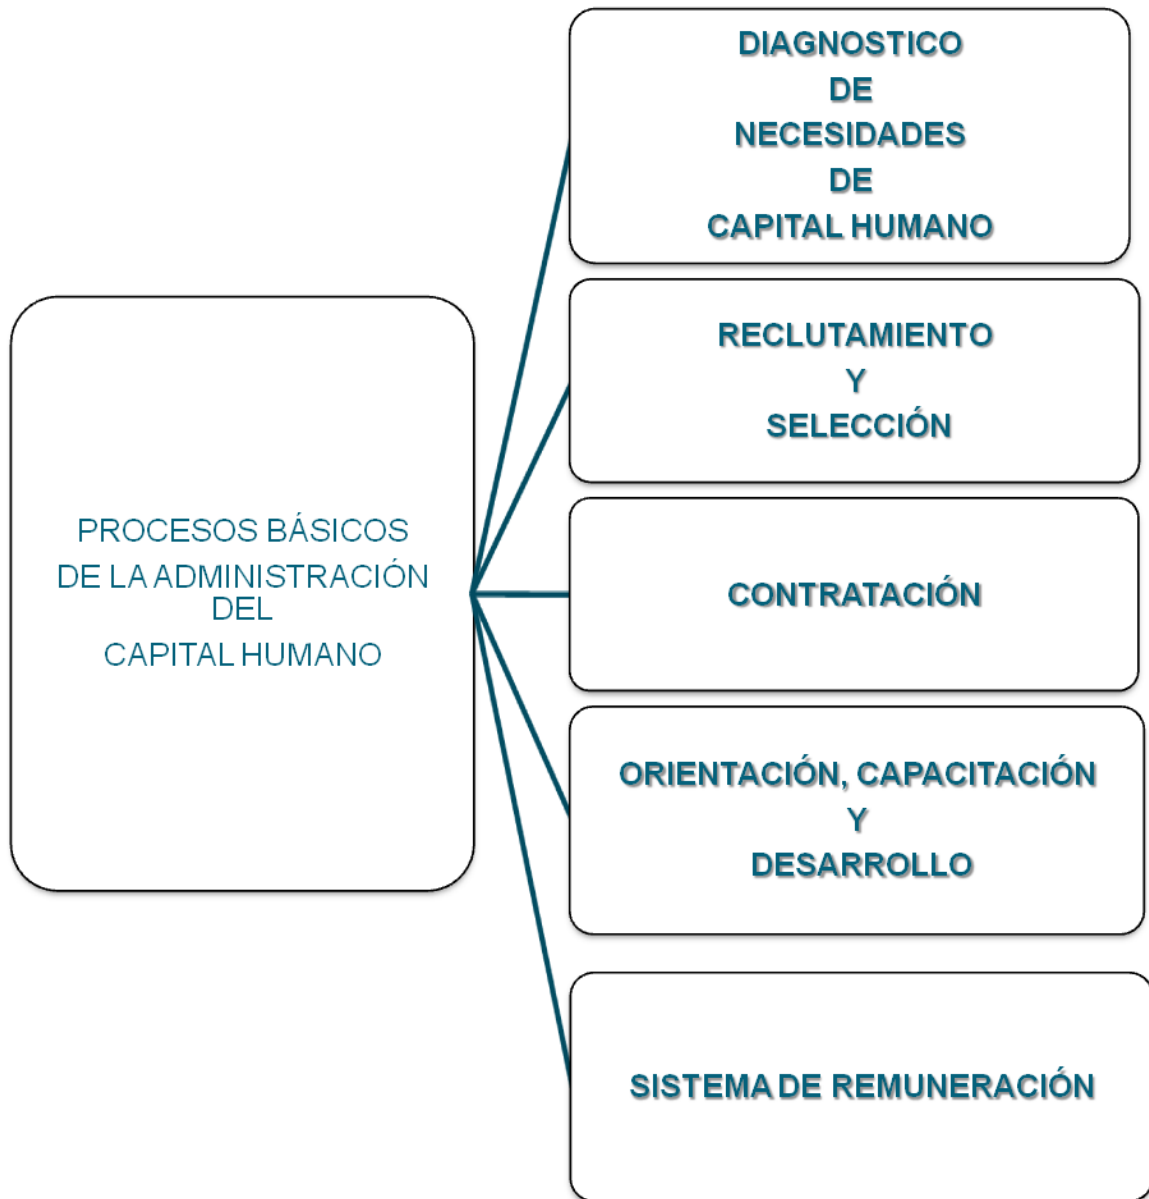 PROCESOS BÁSICOS
DE LA ADMINISTRACIÓN
DEL
CAPITAL HUMANO
DIAGNOSTICO
DE
NECESIDADES
DE
CAPITAL HUMANO
RECLUTAMIENTO
Y
SELECCIÓN
CONTRATACIÓN
ORIENTACIÓN, CAPACITACIÓN
Y
DESARROLLO
SISTEMA DE REMUNERACIÓN